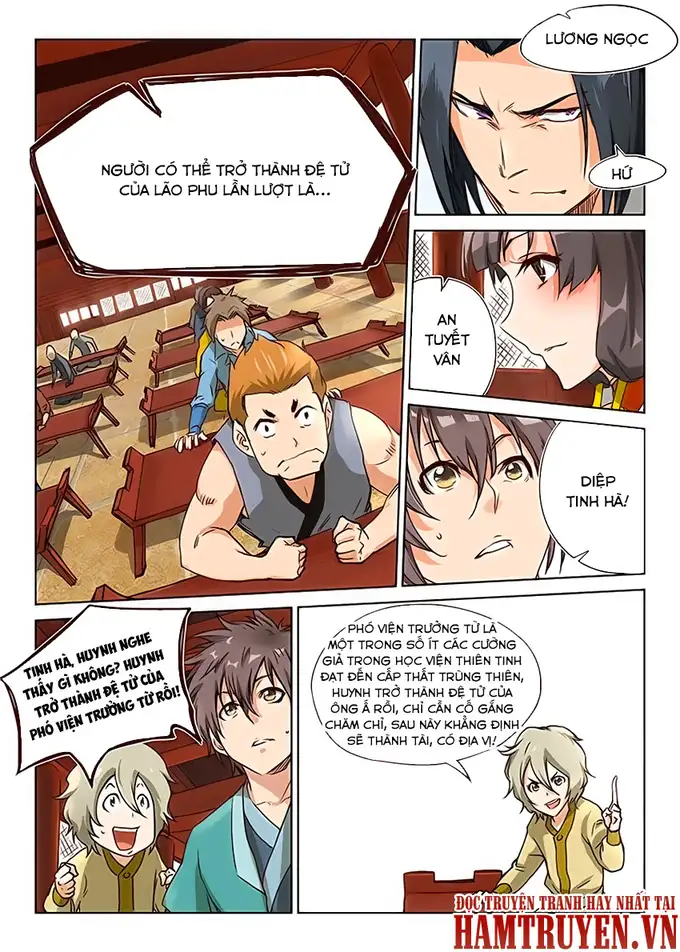 NGƯỜI CÓ THỂ TRỞ THÀNH ĐỆ TỬ
CỦA LÃO PHU LẦN LƯỢT LÀ...
LƯƠNG NGỌC
HỨ
AN
TUYẾT
VÂN
DIỆP
TINH HÀ!
TINH HÀ, HUYNH NGHE
THẤY GÌ KHÔNG? HUYNH
TRỞ THÀNH ĐỆ TỬ CỦA
PHÓ VIỆN TRƯỞNG TỪ RỒI!
PHÓ VIỆN TRƯỞNG TỪ LÀ
MỘT TRONG SỐ ÍT CÁC CƯỜNG
GIẢ TRONG HỌC VIỆN THIÊN TINH
ĐẠT ĐẾN CẤP THẤT TRÙNG THIÊN,
HUYNH TRỞ THÀNH ĐỆ TỬ CỦA
ÔNG Ấ RỒI, CHỈ CẦN CỐ GẮNG
CHĂM CHỈ, SAU NÀY KHẲNG ĐỊNH
SẼ THÀNH TÀI, CÓ ĐỊA VỊ!
ĐỌC TRUYỆN TRANH HAY NHẤT TẠI
HAMTRUYEN.VN